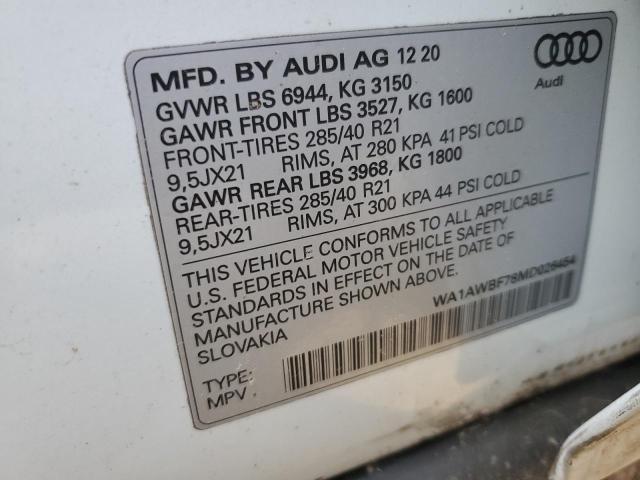 MFD. BY AUDI AG 12 20
GVWR LBS 6944, KG 3150
GAWR FRONT LBS 3527, KG 1600
FRONT-TIRES 285/40 R21
9,5JX21 RIMS, AT 280 KPA 41 PSI COLD
GAWR REAR LBS 3968, KG 1800
REAR-TIRES 285/40 R21
9,5JX21 RIMS, AT 300 KPA 44 PSI COLD
THIS VEHICLE CONFORMS TO ALL APPLICABLE
U.S. FEDERAL MOTOR VEHICLE SAFETY
STANDARDS IN EFFECT ON THE DATE OF
MANUFACTURE SHOWN ABOVE.
SLOVAKIA
WA1AWBF78MD026454
TYPE:
MPV
Audi